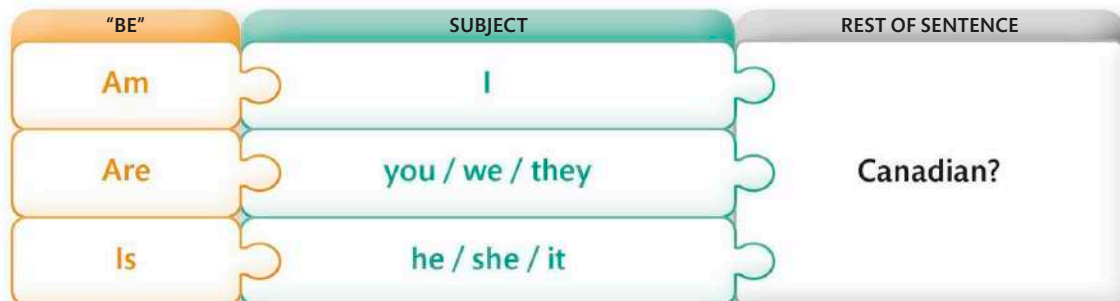 "BE" SUBJECT REST OF SENTENCE
Am I
Are you / we / they Canadian?
Is he / she / it